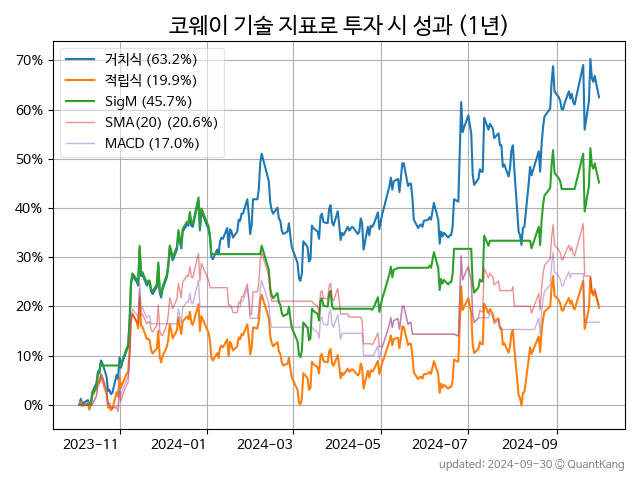 코웨이 기술 지표로 투자 시 성과 (1년)
거치식 (63.2%)
적립식 (19.9%)
SigM (45.7%)
SMA(20) (20.6%)
MACD (17.0%)
70%
60%
50%
40%
30%
20%
10%
0%
2023-11 2024-01 2024-03 2024-05 2024-07 2024-09
updated: 2024-09-30 © QuantKang